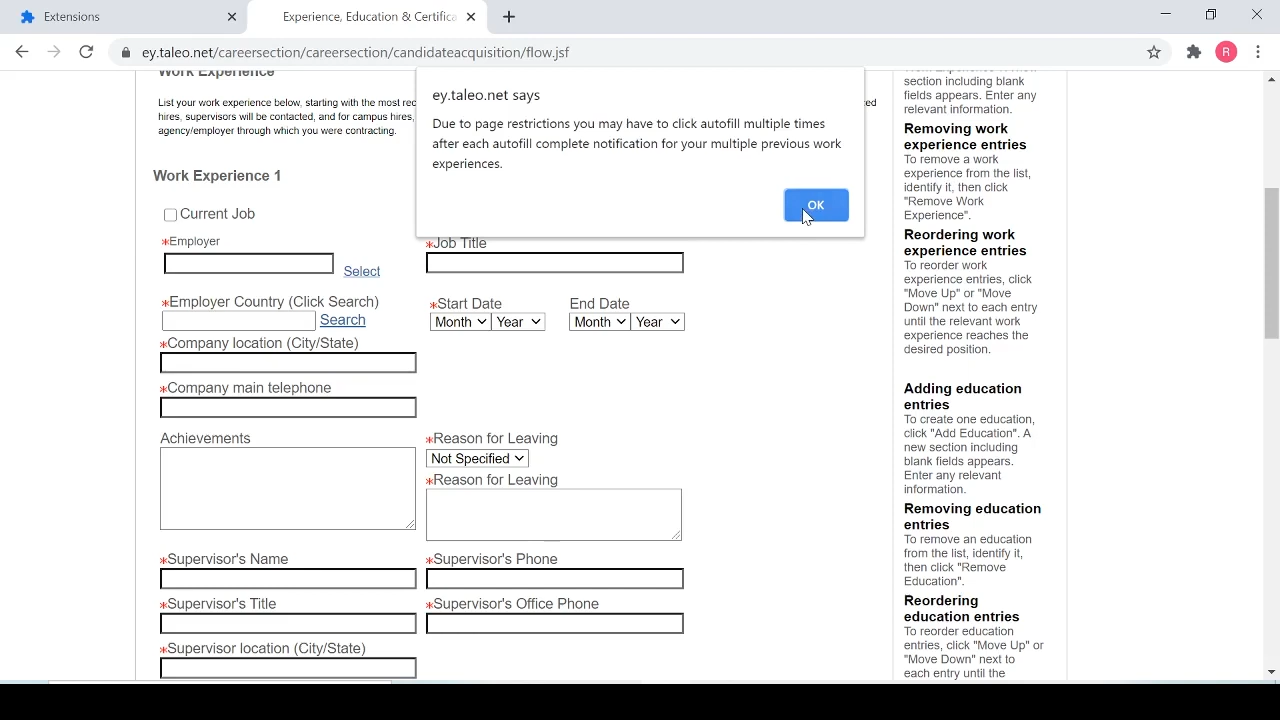 Extensions
Experience, Education & Certifica
ey.taleo.net/careersection/careersection/candidateacquisition/flow.jsf
R
ey.taleo.net says
Due to page restrictions you may have to click autofill multiple times
after each autofill complete notification for your multiple previous work
experiences.
OK
Work Experience
List your work experience below, starting with the most rec
ed
hires, supervisors will be contacted, and for campus hires,
agency/employer through which you were contracting.
Work Experience 1
Current Job
*Employer
Select
*Job Title
*Employer Country (Click Search)
Search
*Start Date
End Date
Month
Year
Month
Year
*Company location (City/State)
*Company main telephone
Achievements
*Reason for Leaving
Not Specified
*Reason for Leaving
*Supervisor's Name
*Supervisor's Phone
*Supervisor's Title
*Supervisor's Office Phone
*Supervisor location (City/State)
section including blank
fields appears. Enter any
relevant information.
Removing work
experience entries
To remove a work
experience from the list,
identify it, then click
"Remove Work
Experience".
Reordering work
experience entries
To reorder work
experience entries, click
"Move Up" or "Move
Down" next to each entry
until the relevant work
experience reaches the
desired position.
Adding education
entries
To create one education,
click "Add Education". A
new section including
blank fields appears.
Enter any relevant
information.
Removing education
entries
To remove an education
from the list, identify it,
then click "Remove
Education".
Reordering
education entries
To reorder education
entries, click "Move Up" or
"Move Down" next to
each entry until the